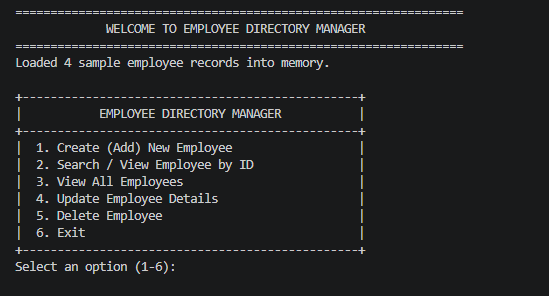 ================================================================
             WELCOME TO EMPLOYEE DIRECTORY MANAGER
================================================================
Loaded 4 sample employee records into memory.

+------------------------------------------------+
|           EMPLOYEE DIRECTORY MANAGER           |
+------------------------------------------------+
|  1. Create (Add) New Employee                  |
|  2. Search / View Employee by ID               |
|  3. View All Employees                         |
|  4. Update Employee Details                    |
|  5. Delete Employee                            |
|  6. Exit                                       |
+------------------------------------------------+
Select an option (1-6):